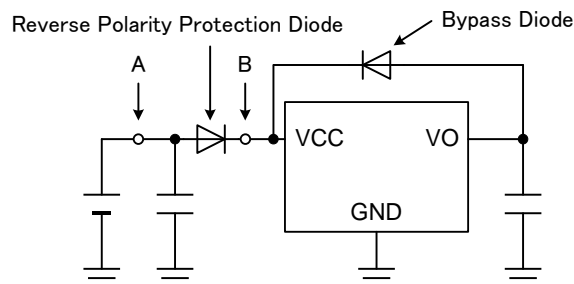 Reverse Polarity Protection Diode
Bypass Diode
A
B
VCC
VO
GND